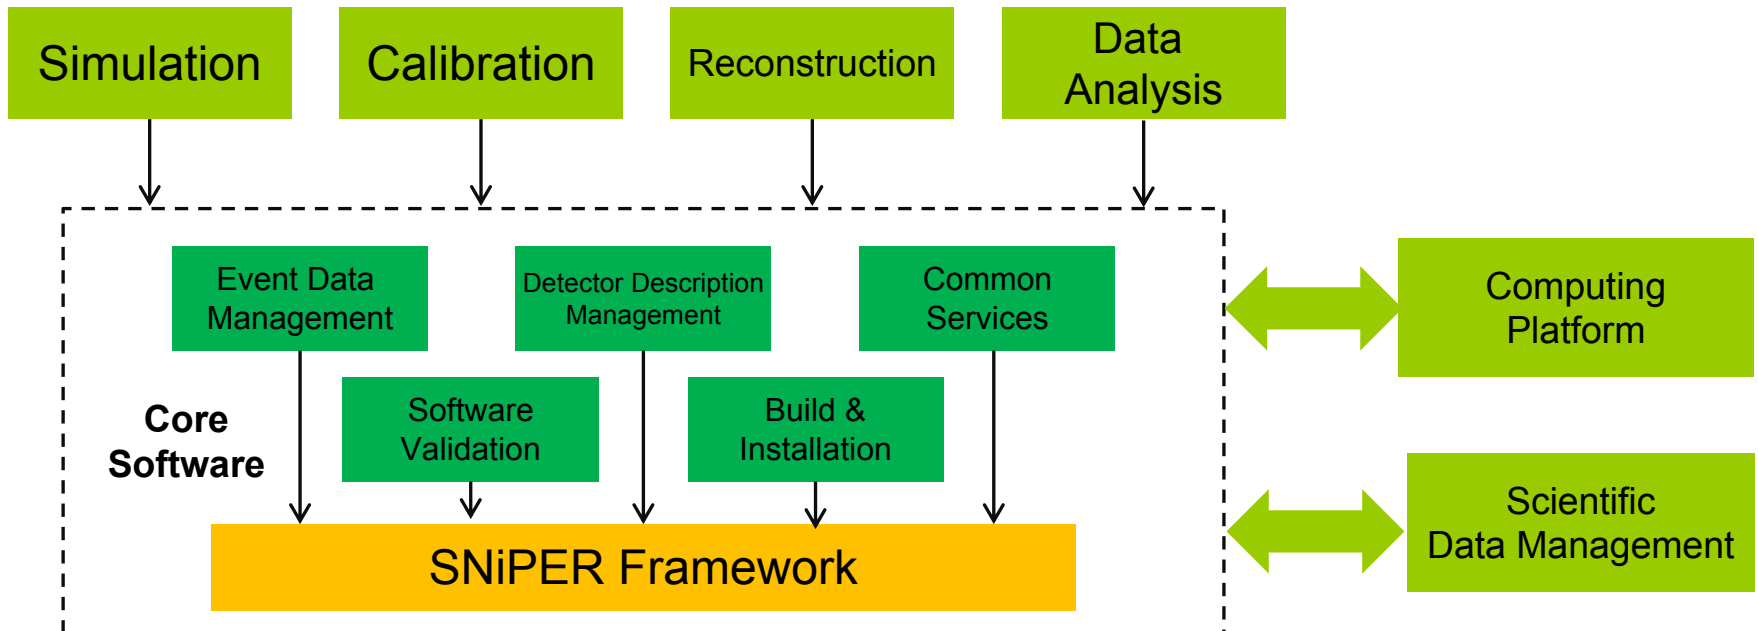 Simulation
Calibration
Reconstruction
Data
Analysis
Event Data
Management
Detector Description
Management
Common
Services
Computing
Platform
Core
Software
Software
Validation
Build &
Installation
Scientific
Data Management
SNiPER Framework